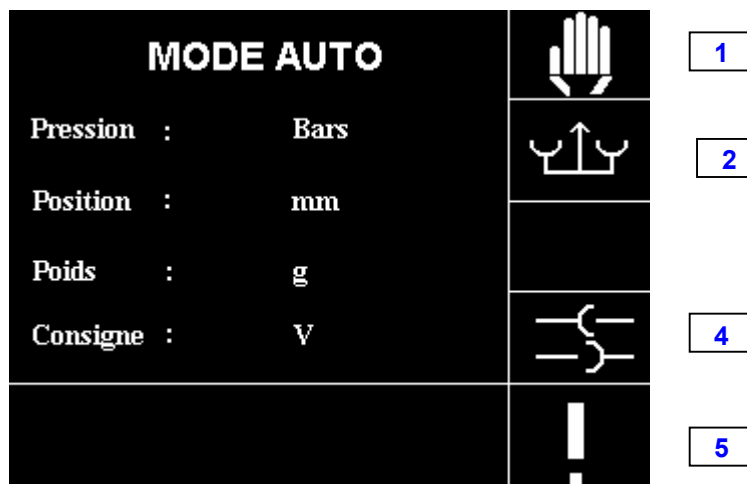 MODE AUTO
1
Pression : Bars
2
Position : mm
Poids : g
Consigne : V
4
5